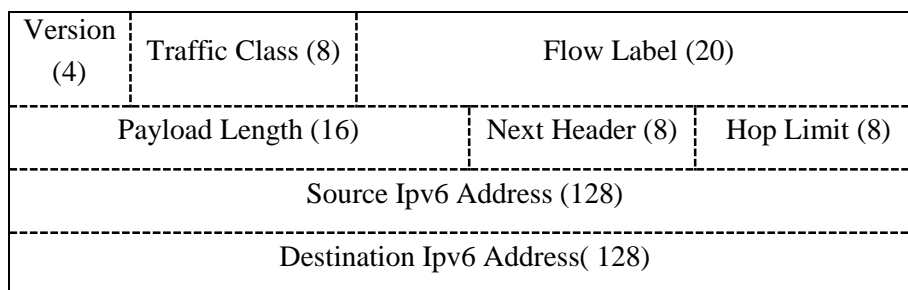 Version
(4)
Traffic Class (8)
Flow Label (20)
Payload Length (16)
Next Header (8)
Hop Limit (8)
Source Ipv6 Address (128)
Destination Ipv6 Address( 128)